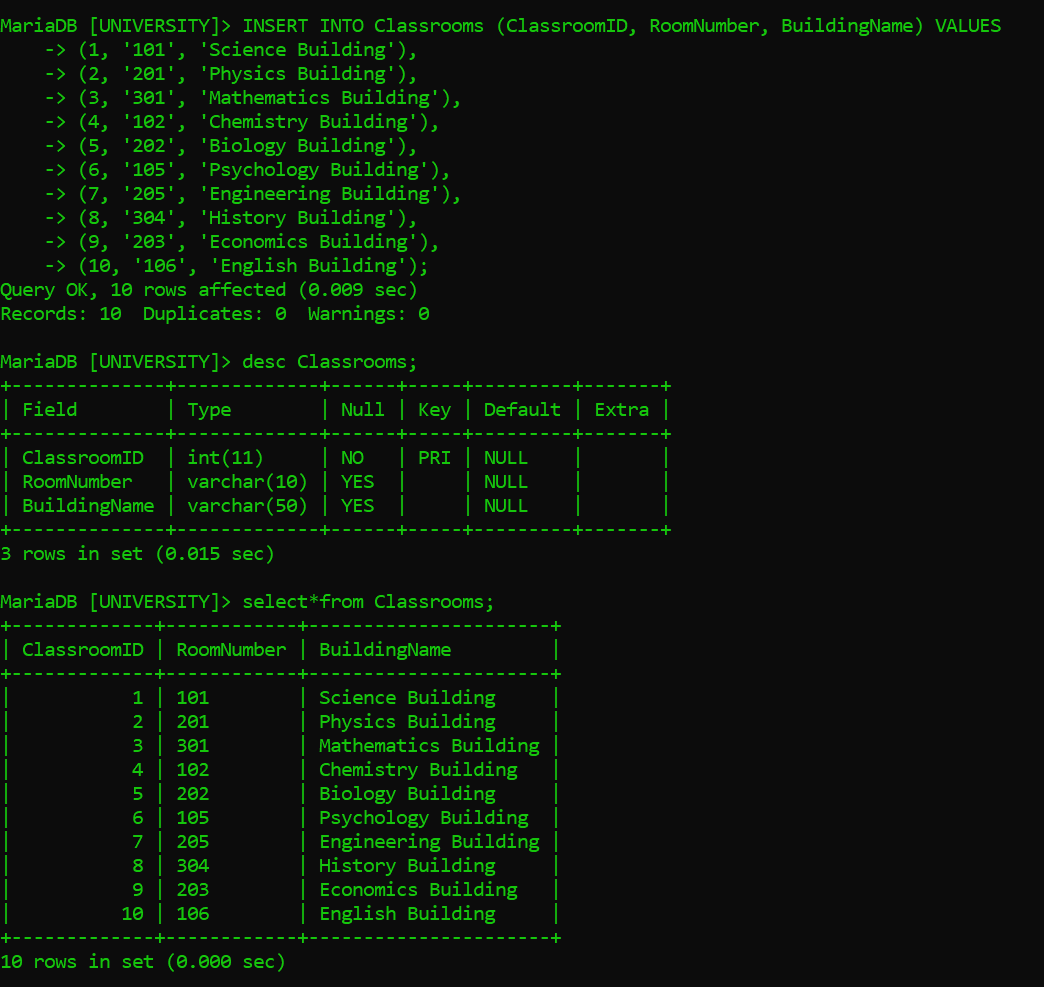 MariaDB [UNIVERSITY]> INSERT INTO Classrooms (ClassroomID, RoomNumber, BuildingName) VALUES
    -> (1, '101', 'Science Building'),
    -> (2, '201', 'Physics Building'),
    -> (3, '301', 'Mathematics Building'),
    -> (4, '102', 'Chemistry Building'),
    -> (5, '202', 'Biology Building'),
    -> (6, '105', 'Psychology Building'),
    -> (7, '205', 'Engineering Building'),
    -> (8, '304', 'History Building'),
    -> (9, '203', 'Economics Building'),
    -> (10, '106', 'English Building');
Query OK, 10 rows affected (0.009 sec)
Records: 10  Duplicates: 0  Warnings: 0

MariaDB [UNIVERSITY]> desc Classrooms;
+--------------+-------------+------+-----+---------+-------+
| Field        | Type        | Null | Key | Default | Extra |
+--------------+-------------+------+-----+---------+-------+
| ClassroomID  | int(11)     | NO   | PRI | NULL    |       |
| RoomNumber   | varchar(10) | YES  |     | NULL    |       |
| BuildingName | varchar(50) | YES  |     | NULL    |       |
+--------------+-------------+------+-----+---------+-------+
3 rows in set (0.015 sec)

MariaDB [UNIVERSITY]> select*from Classrooms;
+-------------+------------+----------------------+
| ClassroomID | RoomNumber | BuildingName         |
+-------------+------------+----------------------+
|           1 | 101        | Science Building     |
|           2 | 201        | Physics Building     |
|           3 | 301        | Mathematics Building |
|           4 | 102        | Chemistry Building   |
|           5 | 202        | Biology Building     |
|           6 | 105        | Psychology Building  |
|           7 | 205        | Engineering Building |
|           8 | 304        | History Building     |
|           9 | 203        | Economics Building   |
|          10 | 106        | English Building     |
+-------------+------------+----------------------+
10 rows in set (0.000 sec)